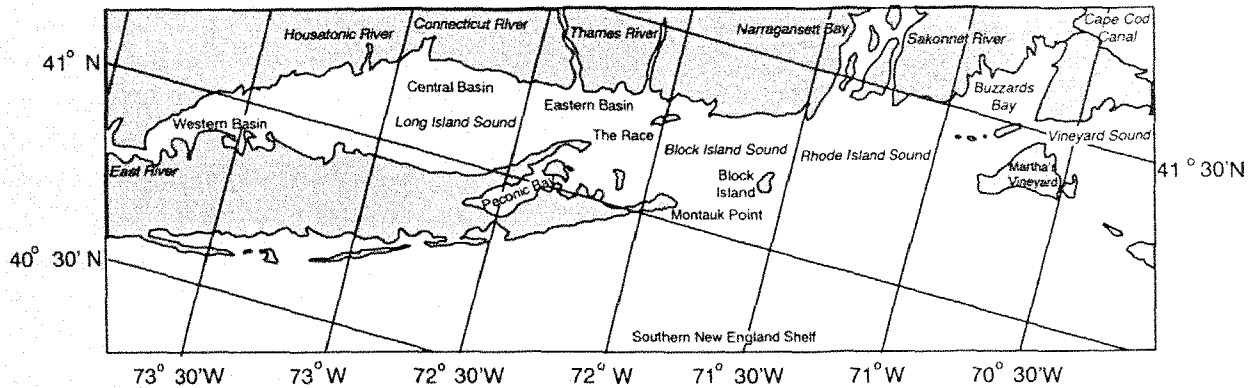 Housatonic River
Connecticut River
Thames River
Narragansett Bay
Sakonnet River
Cape Cod
Canal
41° N
Central Basin
Eastern Basin
Buzzards
Bay
Western Basin
Long Island Sound
The Race
Vineyard Sound
East River
Block Island Sound
Rhode Island Sound
Martha's
Vineyard
41° 30' N
Peconic Bay
Block
Island
Montauk Point
40° 30' N
Southern New England Shelf
73° 30' W
73° W
72° 30' W
72° W
71° 30' W
71° W
70° 30' W